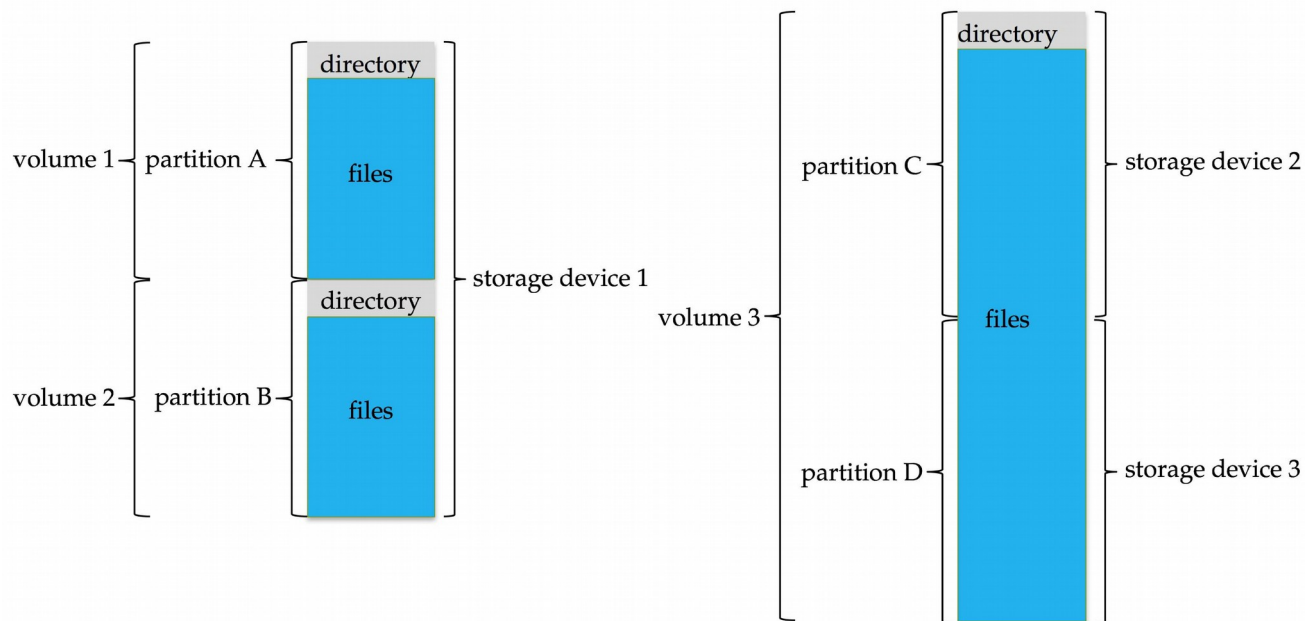 directory
volume 1
partition A
files
storage device 1
directory
volume 2
partition B
files
directory
partition C
storage device 2
volume 3
files
partition D
storage device 3